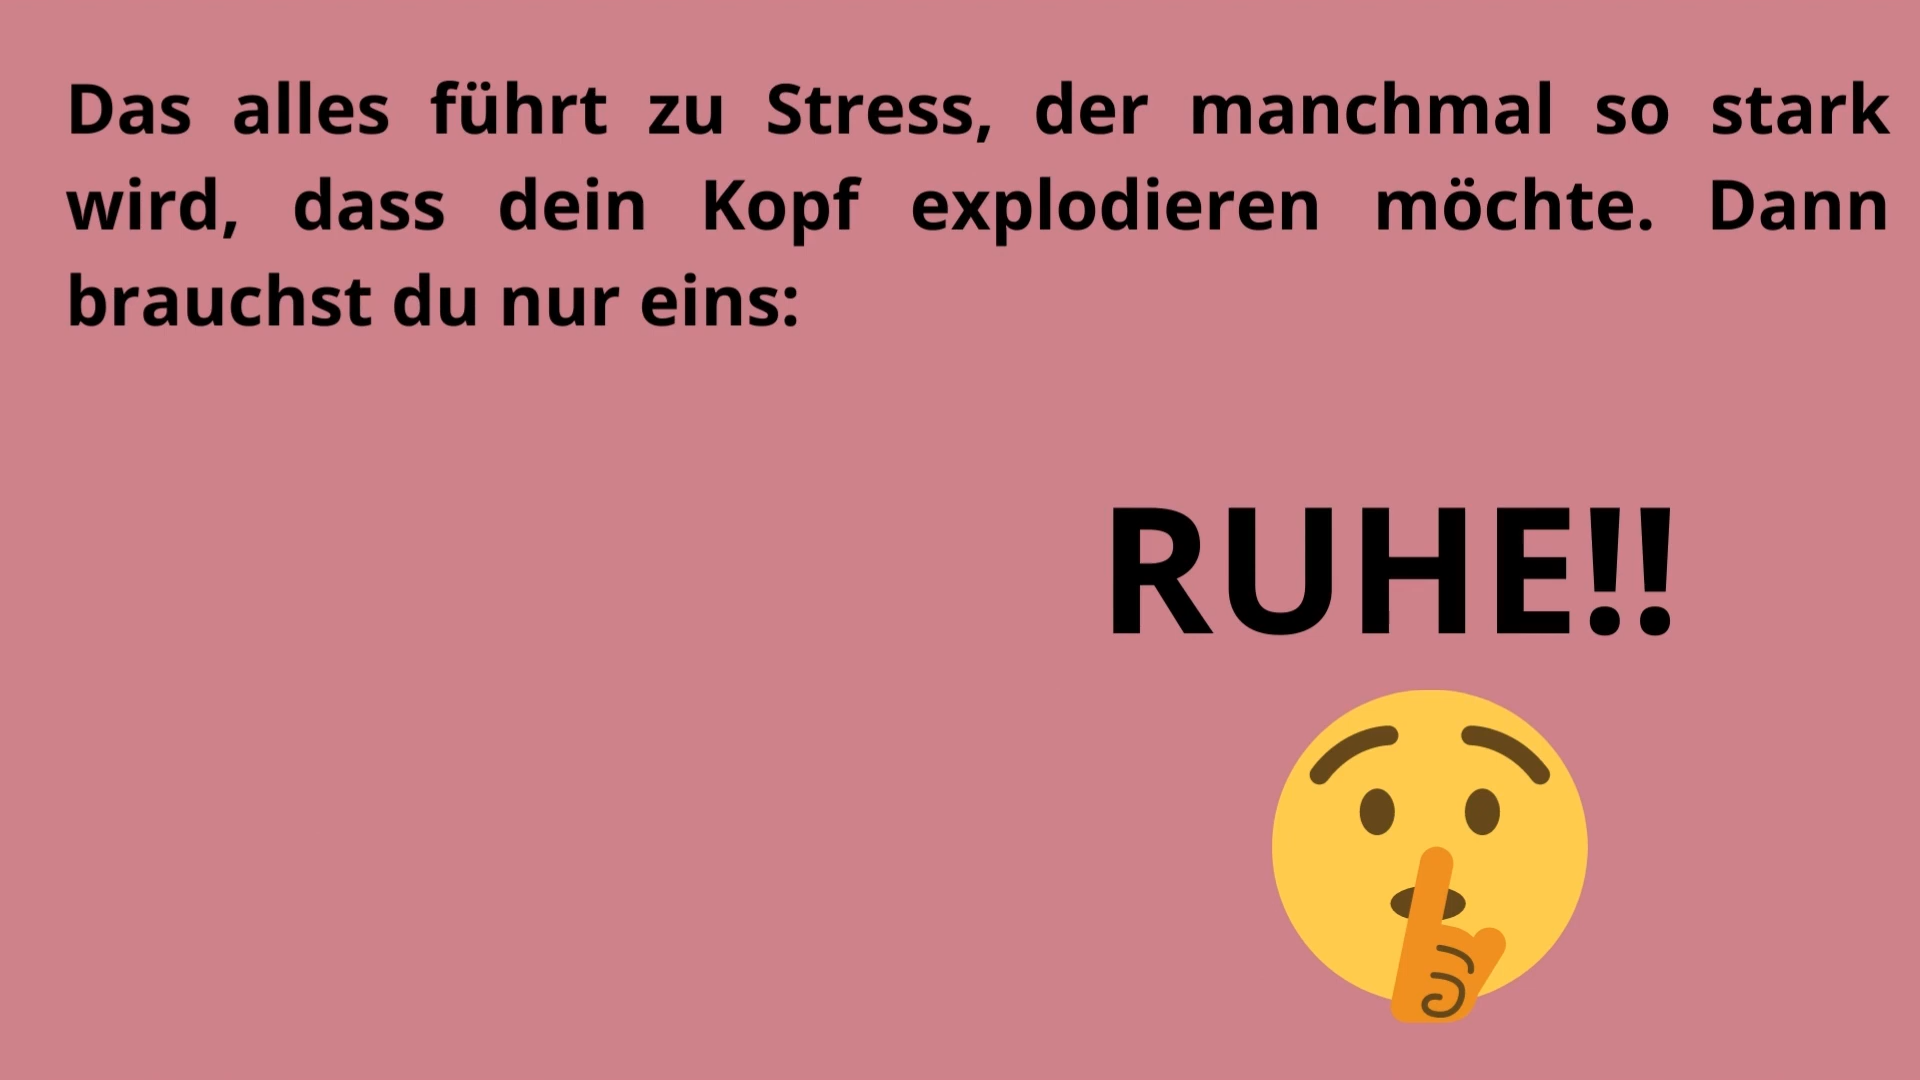 Das alles führt zu Stress, der manchmal so stark
wird, dass dein Kopf explodieren möchte. Dann
brauchst du nur eins:
RUHE!!